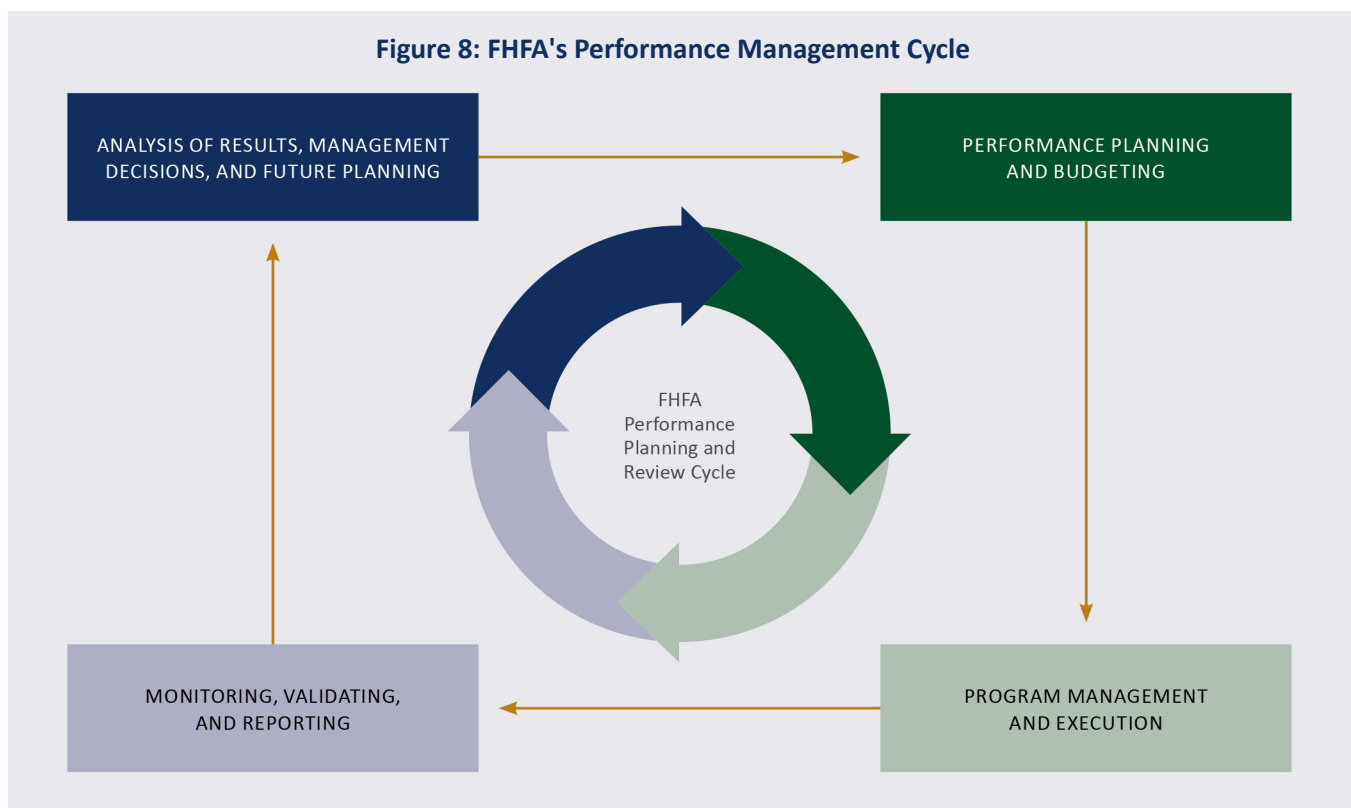 Figure 8: FHFA's Performance Management Cycle
ANALYSIS OF RESULTS, MANAGEMENT
DECISIONS, AND FUTURE PLANNING
PERFORMANCE PLANNING
AND BUDGETING
FHFA
Performance
Planning and
Review Cycle
MONITORING, VALIDATING,
AND REPORTING
PROGRAM MANAGEMENT
AND EXECUTION